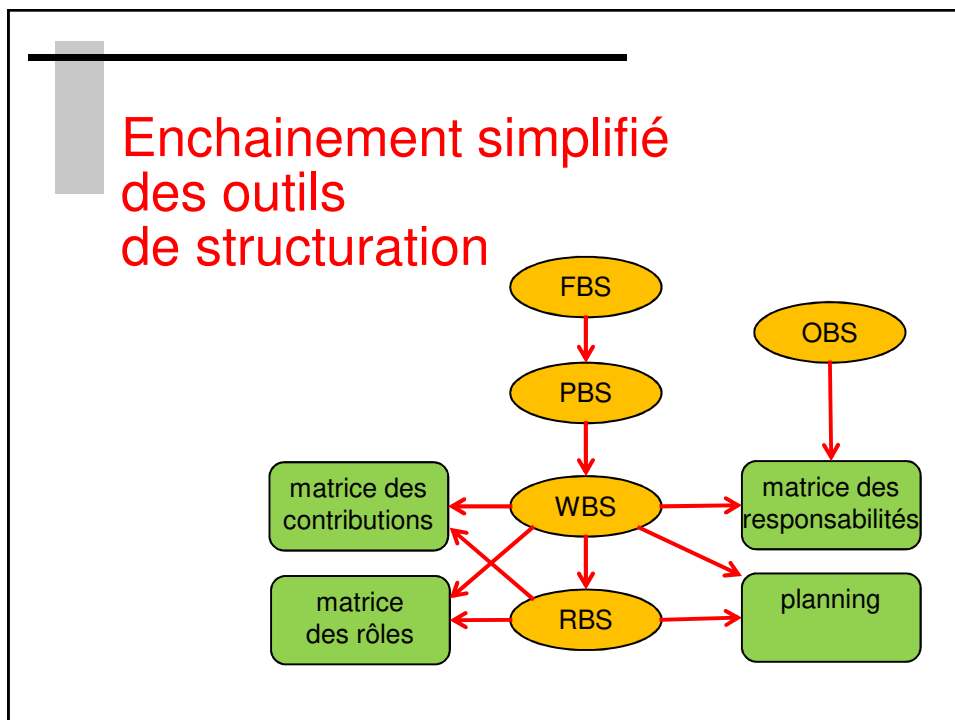 Enchainement simplifié
des outils
de structuration
FBS
OBS
PBS
matrice des
contributions
WBS
matrice des
responsabilités
matrice
des rôles
RBS
planning